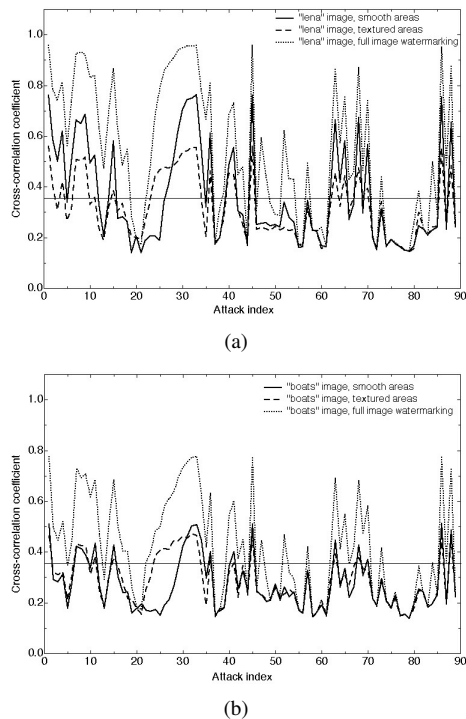 "lena" image, smooth areas
"lena" image, textured areas
"lena" image, full image watermarking
1.0
0.8
0.6
0.4
0.2
0.0
Cross-correlation coefficient
0 10 20 30 40 50 60 70 80 90
Attack index
(a)
"boats" image, smooth areas
"boats" image, textured areas
"boats" image, full image watermarking
1.0
0.8
0.6
0.4
0.2
0.0
Cross-correlation coefficient
0 10 20 30 40 50 60 70 80 90
Attack index
(b)